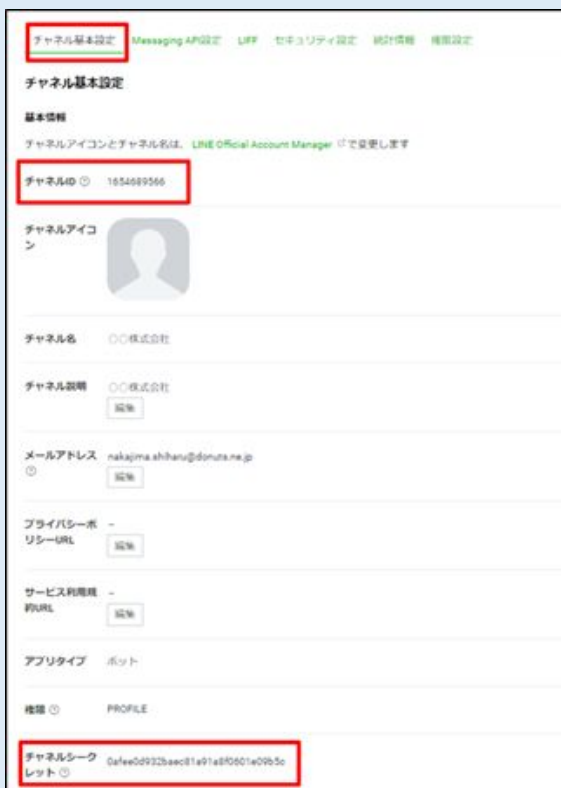 チャネル基本設定 Messaging API設定 LIFF セキュリティ設定 統計情報 権限設定
チャネル基本設定
基本情報
チャネルアイコンとチャネル名は、 LINE Official Account Manager で変更します
チャネルID 1654689566
チャネルアイコ
ン
チャネル名 〇〇株式会社
チャネル説明 〇〇株式会社
編集
メールアドレス nakajima.shiharu@donuts.ne.jp
編集
プライバシーポ –
リシーURL
編集
サービス利用規 –
約URL
編集
アプリタイプ ボット
権限 PROFILE
チャネルシーク 0afee0d932baec81a91a8f0601e09b5c
レット